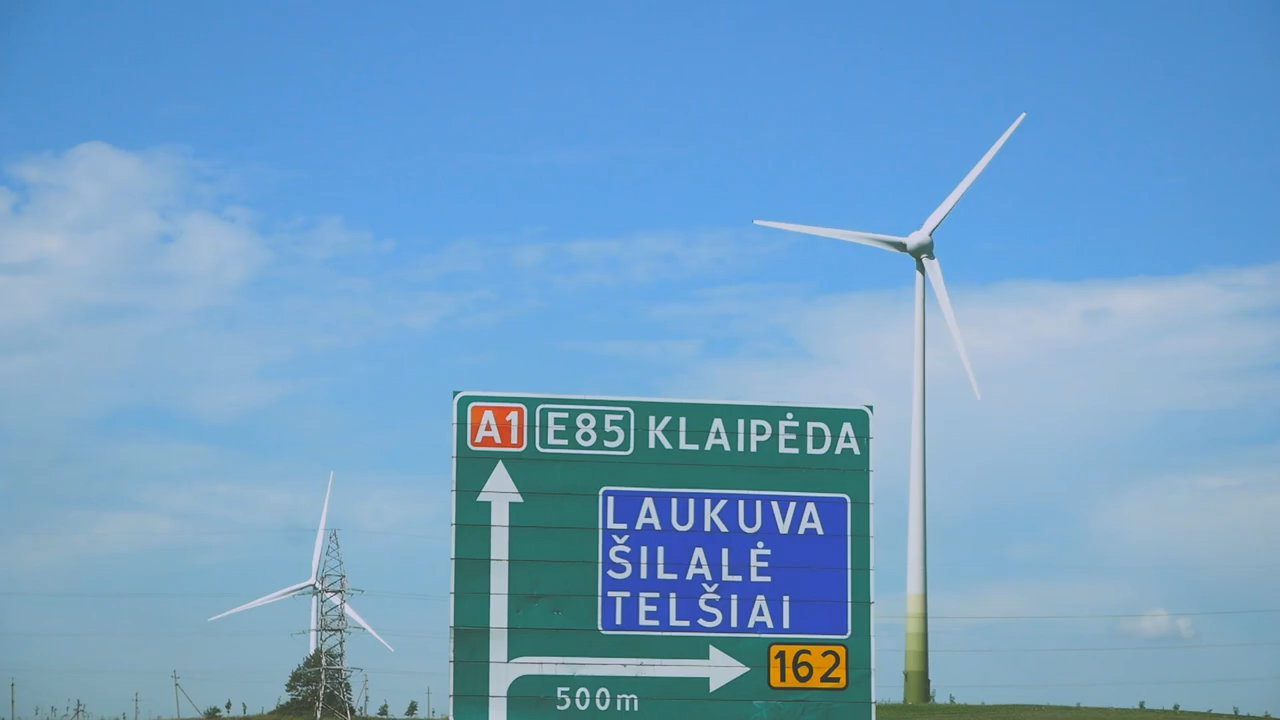 A1 E85 KLAIPĖDA
LAUKUVA
ŠILALĖ
TELŠIAI
162
500m